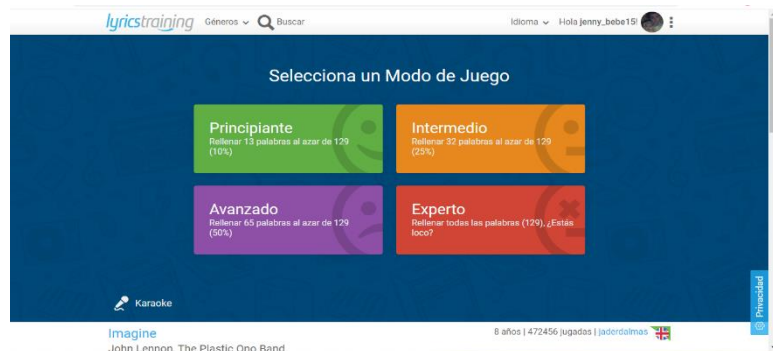 lyricstraining Géneros Buscar Idioma Hola jenny_bebe15!
Selecciona un Modo de Juego
Principiante
Rellenar 13 palabras al azar de 129
(10%)
Intermedio
Rellenar 32 palabras al azar de 129
(25%)
Avanzado
Rellenar 65 palabras al azar de 129
(50%)
Experto
Rellenar todas las palabras (129), ¿Estás
loco?
Privacidad
Karaoke
Imagine 8 años | 472456 jugadas | jaderdalmas
John Lennon, The Plastic Ono Band